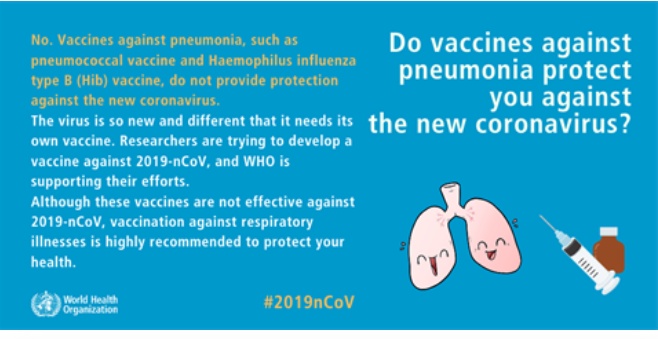 Do vaccines against
pneumonia protect
you against
the new coronavirus?
No. Vaccines against pneumonia, such as
pneumococcal vaccine and Haemophilus influenza
type B (Hib) vaccine, do not provide protection
against the new coronavirus.
The virus is so new and different that it needs its
own vaccine. Researchers are trying to develop a
vaccine against 2019-nCoV, and WHO is
supporting their efforts.
Although these vaccines are not effective against
2019-nCoV, vaccination against respiratory
illnesses is highly recommended to protect your
health.
World Health
Organization
#2019nCoV